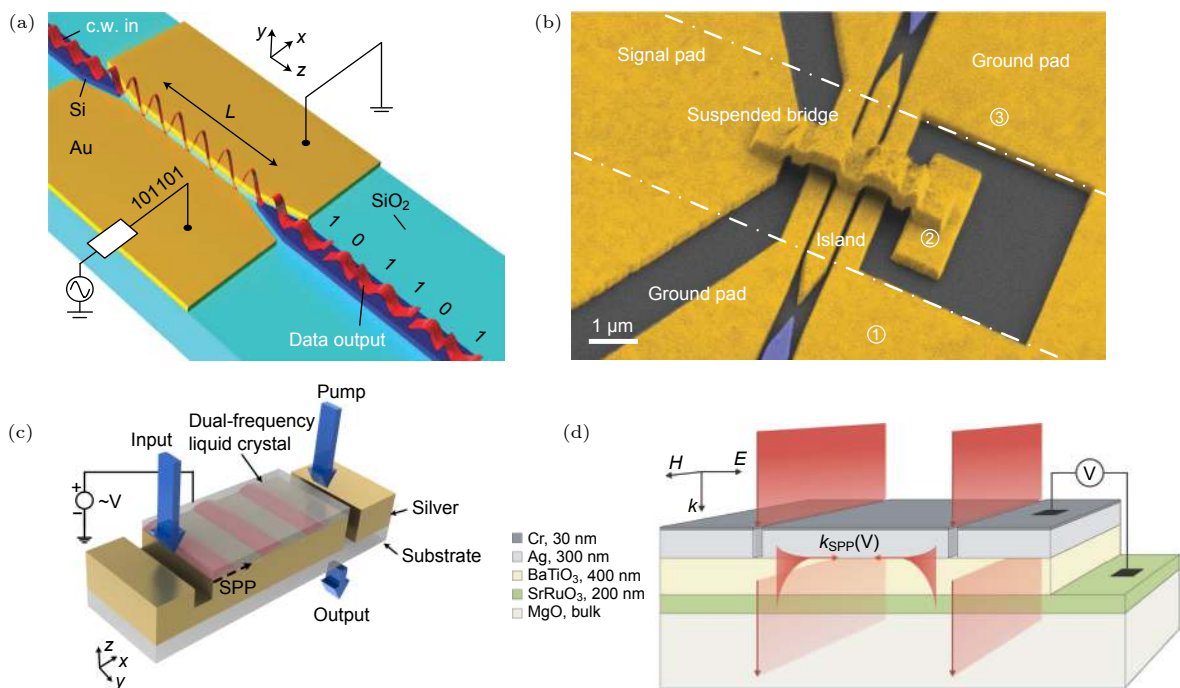 (a)
c.w. in
y
x
z
Si
L
Au
101101
SiO₂
1
0
1
1
0
1
Data output
(b)
Signal pad
Ground pad
③
Suspended bridge
Island
②
Ground pad
①
1 μm
(c)
Pump
Dual-frequency
liquid crystal
Input
+
~V
−
Silver
Substrate
SPP
Output
z
x
y
(d)
H
E
k
V
Cr, 30 nm
Ag, 300 nm
BaTiO₃, 400 nm
SrRuO₃, 200 nm
MgO, bulk
kSPP(V)